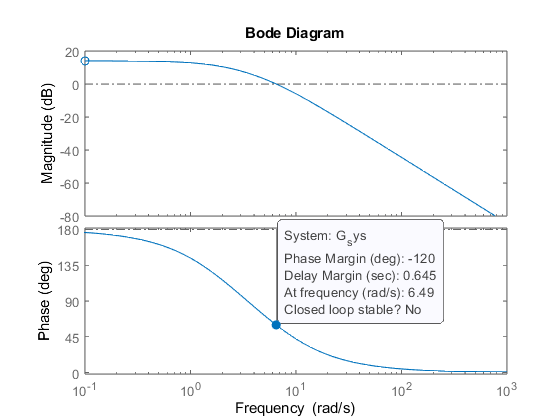 Bode Diagram
Magnitude (dB)
20
0
-20
-40
-60
-80
Phase (deg)
180
135
90
45
0
System: G_sys
Phase Margin (deg): -120
Delay Margin (sec): 0.645
At frequency (rad/s): 6.49
Closed loop stable? No
10^-1 10^0 10^1 10^2 10^3
Frequency (rad/s)